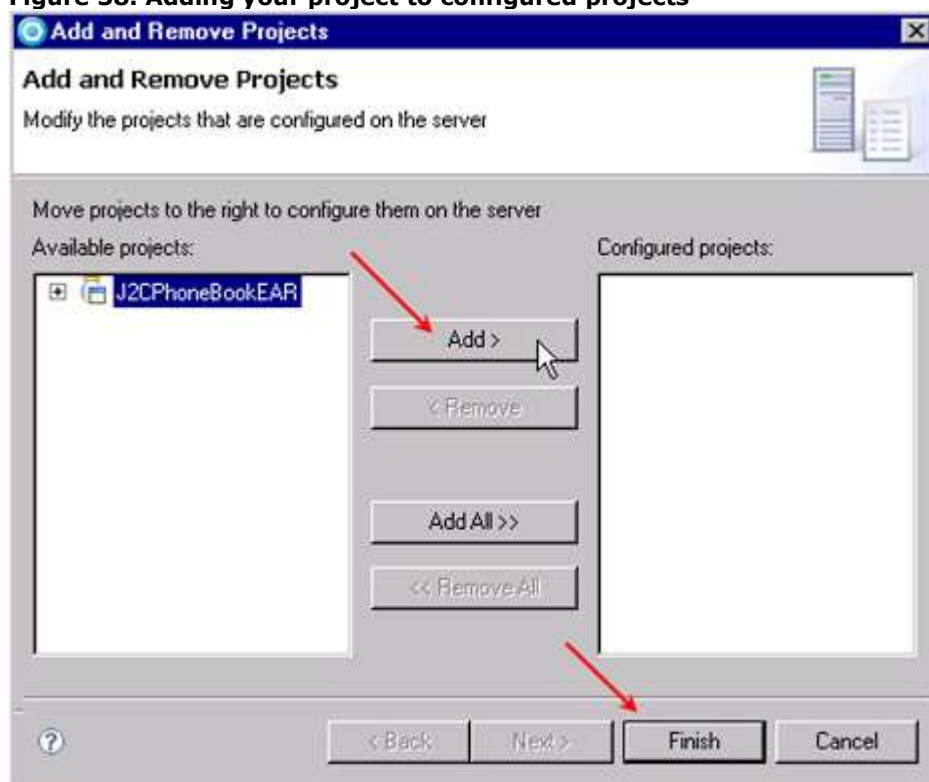 Figure 38. Adding your project to configured projects
Add and Remove Projects
Add and Remove Projects
Modify the projects that are configured on the server
Move projects to the right to configure them on the server
Available projects:
Configured projects:
J2CPhoneBookEAR
Add >
< Remove
Add All >>
<< Remove All
? < Back Next > Finish Cancel